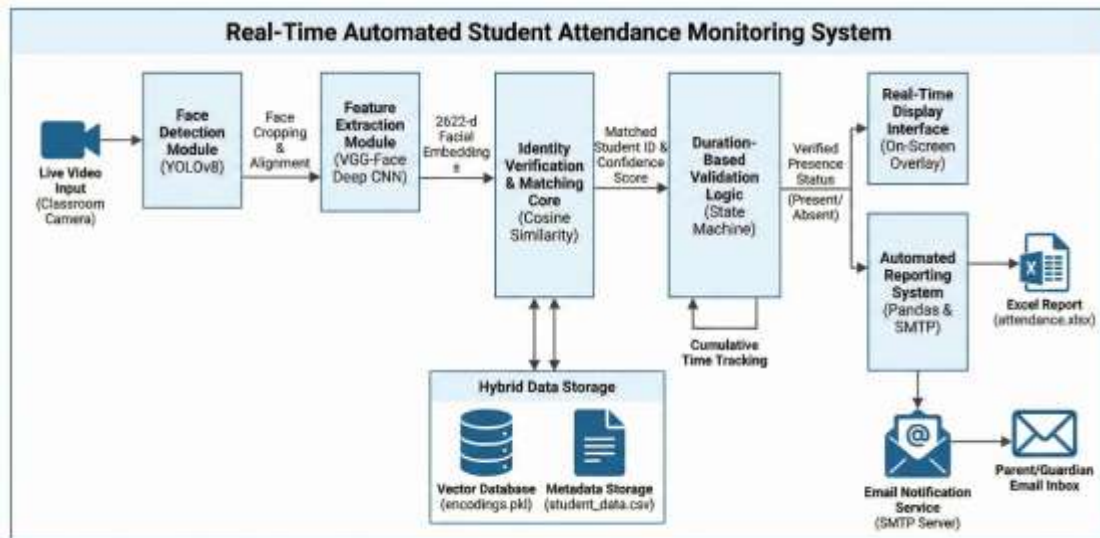 Real-Time Automated Student Attendance Monitoring System
Live Video
Input
(Classroom
Camera)
Face
Detection
Module
(YOLOv8)
Face
Cropping
&
Alignment
Feature
Extraction
Module
(VGG-Face
Deep CNN)
2622-d
Facial
Embedding
s
Identity
Verification
& Matching
Core
(Cosine
Similarity)
Matched
Student ID &
Confidence
Score
Duration-
Based
Validation
Logic
(State
Machine)
Cumulative
Time Tracking
Verified
Presence
Status
(Present/
Absent)
Real-Time
Display
Interface
(On-Screen
Overlay)
Automated
Reporting
System
(Pandas &
SMTP)
X
Excel Report
(attendance.xlsx)
Hybrid Data Storage
Vector Database
(encodings.pkl)
Metadata Storage
(student_data.csv)
@
Email Notification
Service
(SMTP Server)
Parent/Guardian
Email Inbox